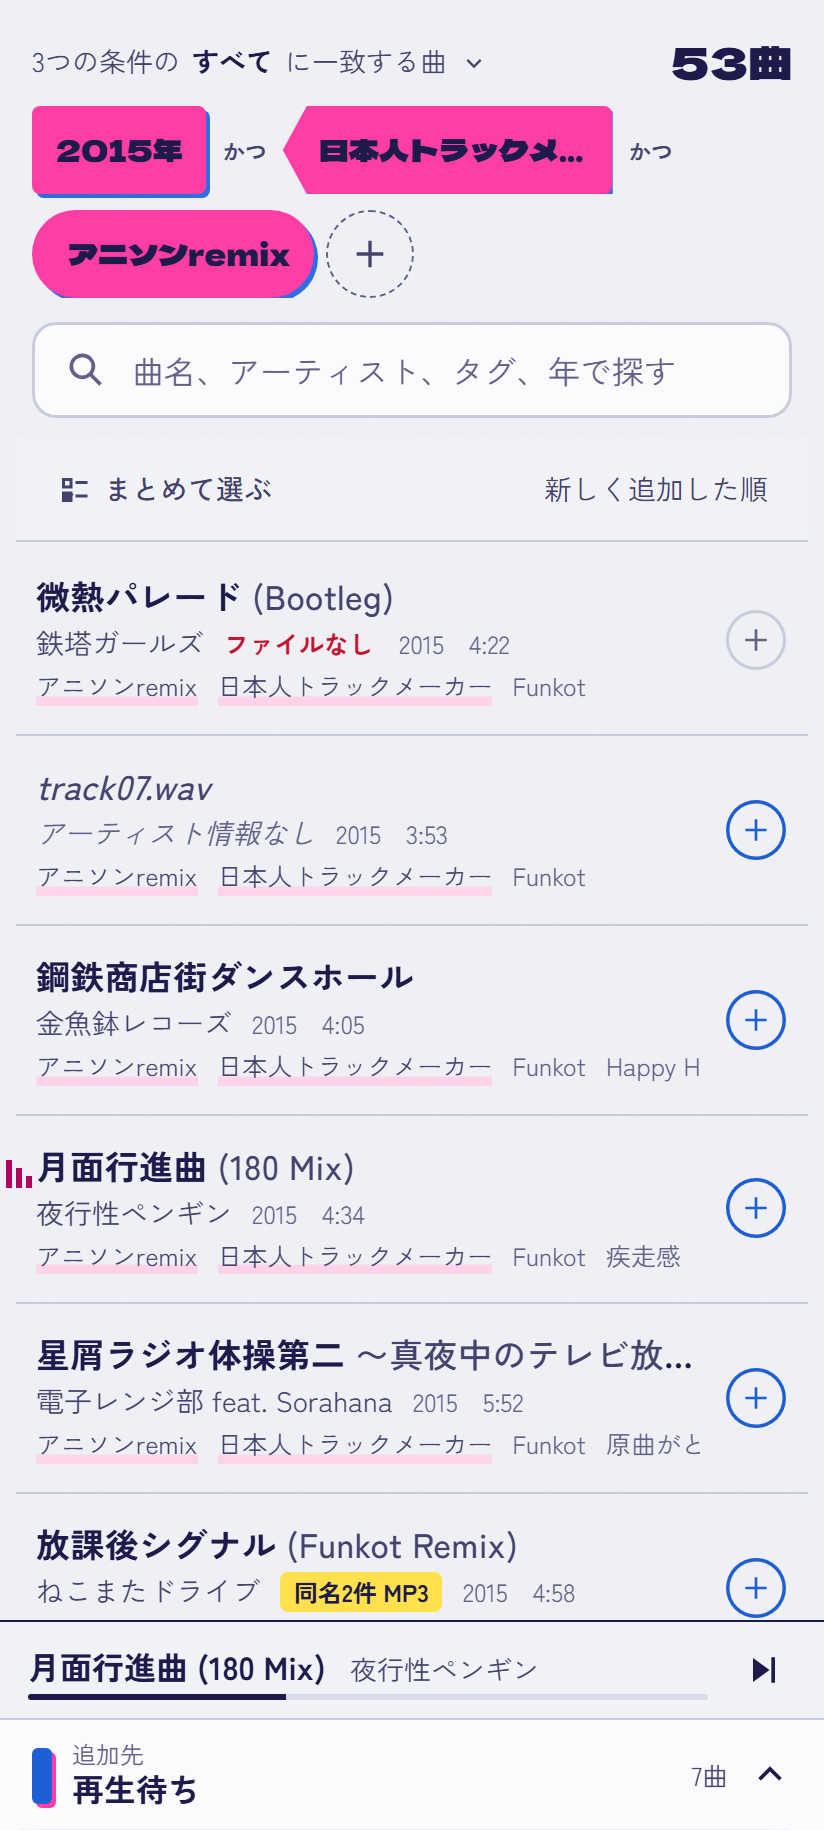 3つの条件の すべて に一致する曲 53曲
2015年 かつ 日本人トラックメ... かつ
アニソンremix
曲名、アーティスト、タグ、年で探す
まとめて選ぶ 新しく追加した順
微熱パレード (Bootleg)
鉄塔ガールズ ファイルなし 2015 4:22
アニソンremix 日本人トラックメーカー Funkot
track07.wav
アーティスト情報なし 2015 3:53
アニソンremix 日本人トラックメーカー Funkot
鋼鉄商店街ダンスホール
金魚鉢レコーズ 2015 4:05
アニソンremix 日本人トラックメーカー Funkot Happy H
月面行進曲 (180 Mix)
夜行性ペンギン 2015 4:34
アニソンremix 日本人トラックメーカー Funkot 疾走感
星屑ラジオ体操第二 〜真夜中のテレビ放...
電子レンジ部 feat. Sorahana 2015 5:52
アニソンremix 日本人トラックメーカー Funkot 原曲がと
放課後シグナル (Funkot Remix)
ねこまたドライブ 同名2件 MP3 2015 4:58
月面行進曲 (180 Mix) 夜行性ペンギン
追加先
再生待ち 7曲